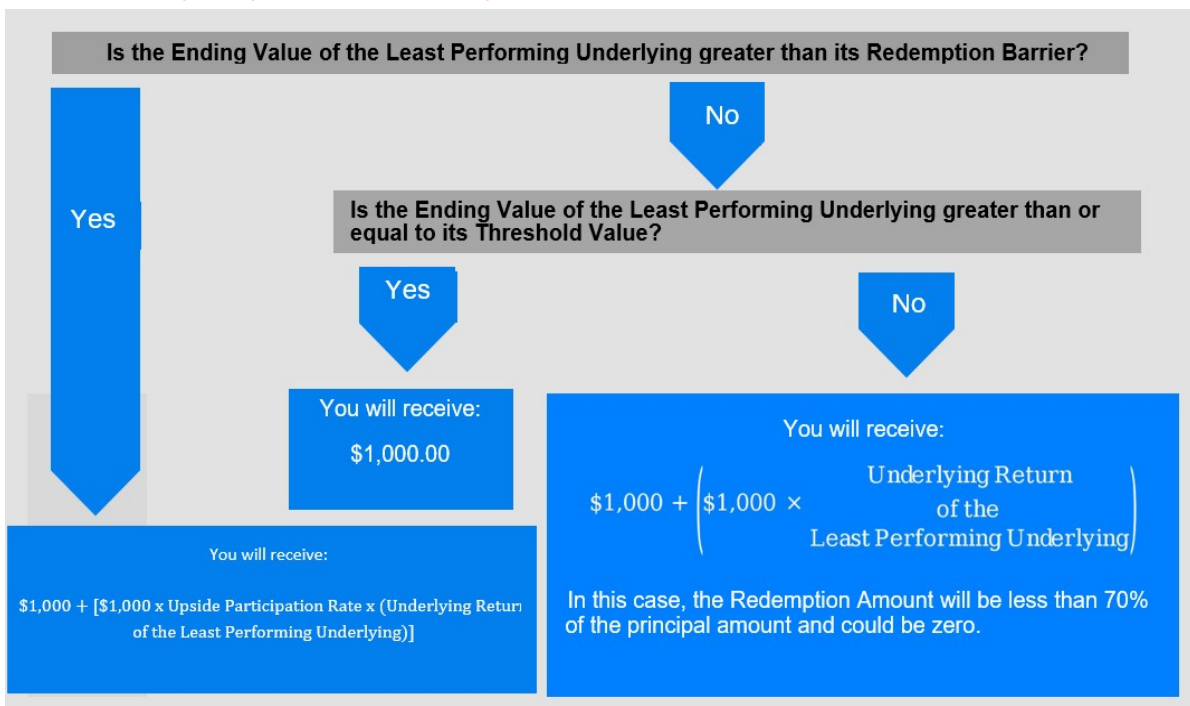 Is the Ending Value of the Least Performing Underlying greater than its Redemption Barrier?
No
Yes
Is the Ending Value of the Least Performing Underlying greater than or
equal to its Threshold Value?
Yes
No
You will receive:
$1,000.00
You will receive:
$1,000 + ($1,000 × Underlying Return
of the
Least Performing Underlying)
In this case, the Redemption Amount will be less than 70%
of the principal amount and could be zero.
You will receive:
$1,000 + [$1,000 x Upside Participation Rate x (Underlying Retur
of the Least Performing Underlying)]